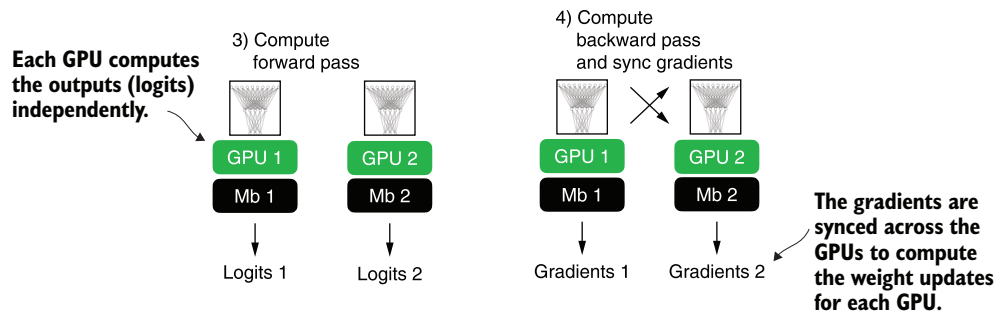 Each GPU computes
the outputs (logits)
independently.
3) Compute
forward pass
GPU 1
GPU 2
Mb 1
Mb 2
Logits 1
Logits 2
4) Compute
backward pass
and sync gradients
GPU 1
GPU 2
Mb 1
Mb 2
Gradients 1
Gradients 2
The gradients are
synced across the
GPUs to compute
the weight updates
for each GPU.